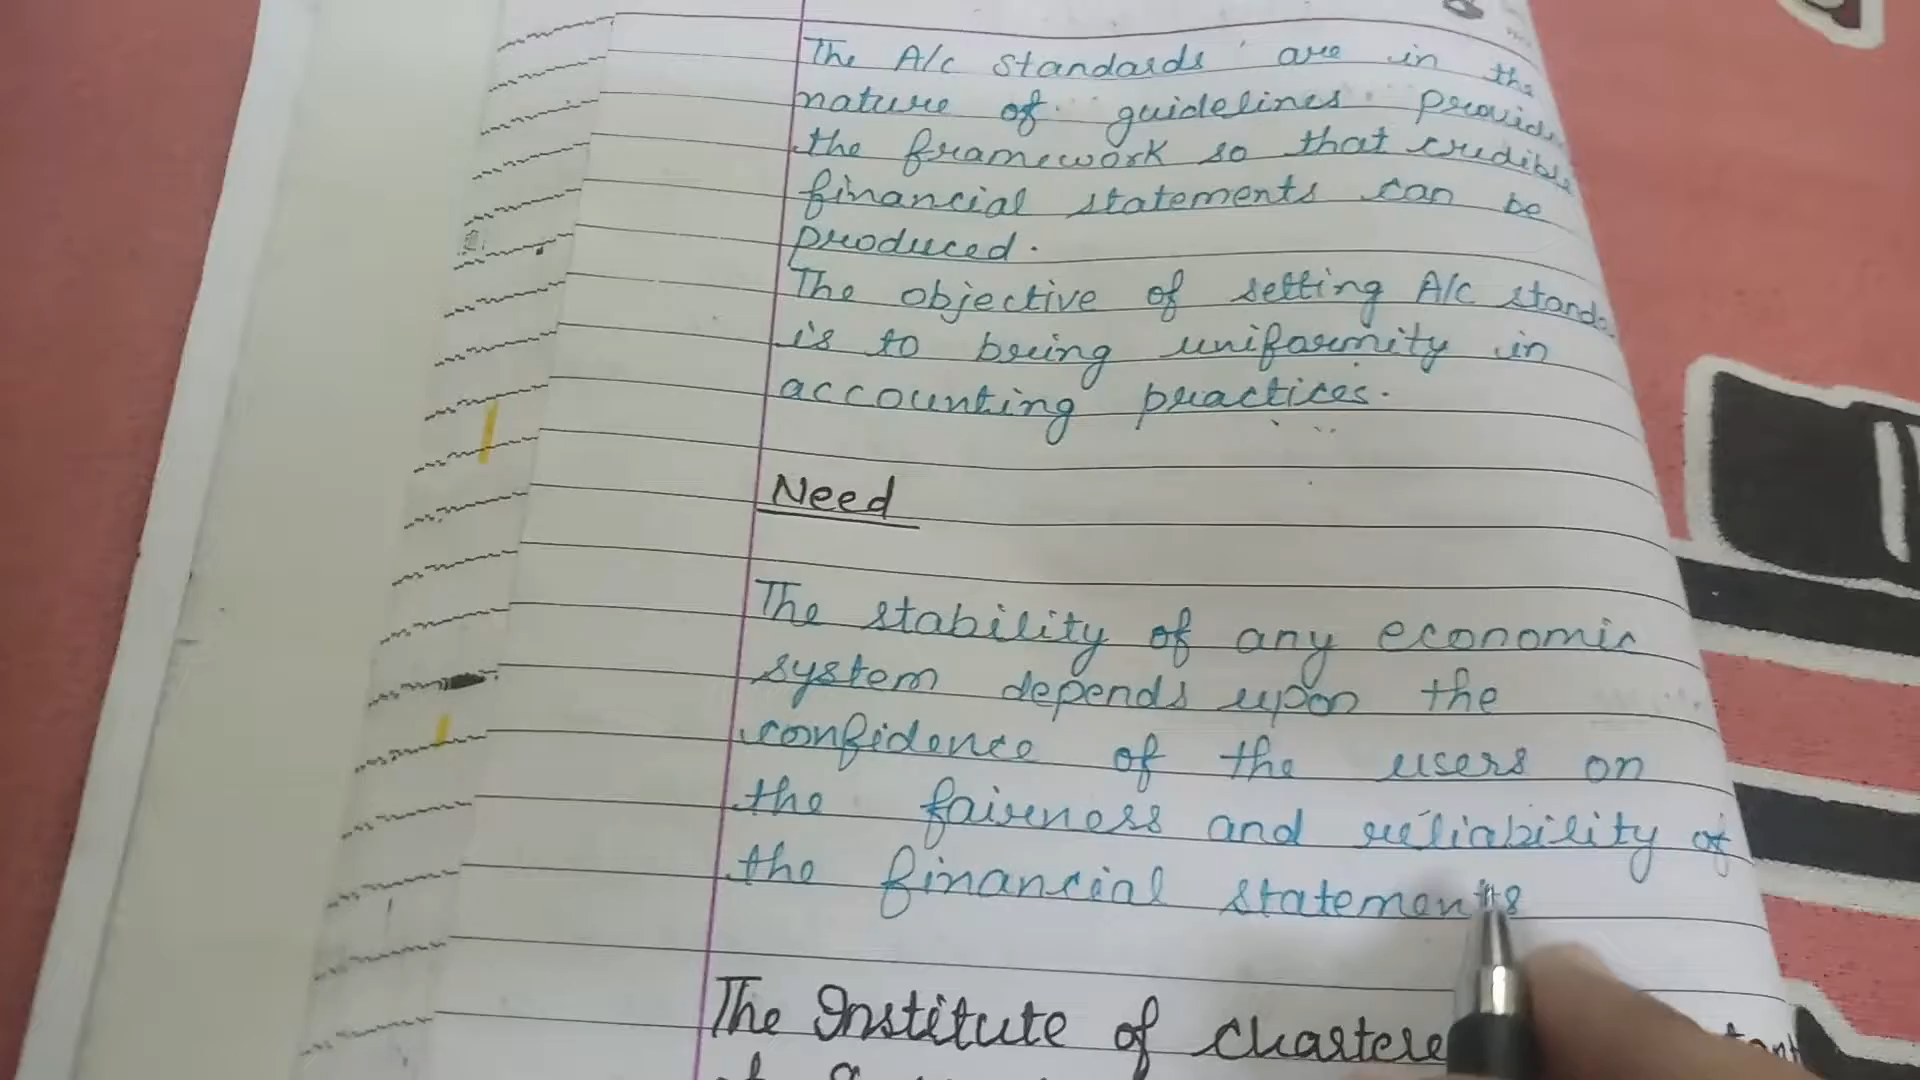 The A/c standards are in the
nature of guidelines provide
the framework so that credible
financial statements can be
produced.
The objective of setting A/c stand
is to bring uniformity in
accounting practices.
Need
The stability of any economic
system depends upon the
confidence of the users on
the fairness and reliability of
the financial statements
The Institute of Chartere